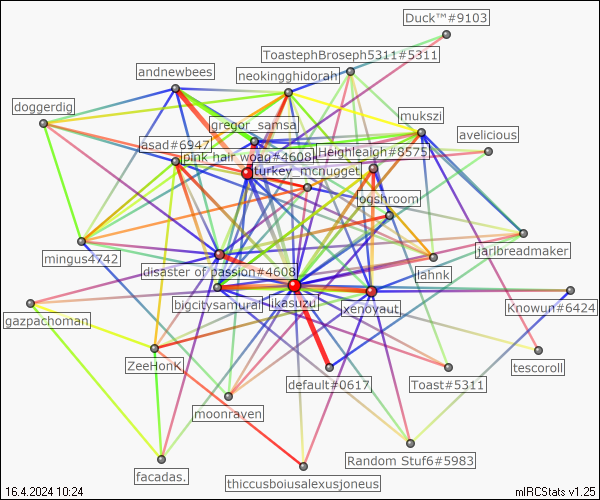 Duck™#9103
ToastephBroseph5311#5311
andnewbees
neokingghidorah
doggerdig
mukszi
gregor_samsa
avelicious
asad#6947
Heighleaigh#8575
pink hair woag#4608
turkey_mcnugget
ogshroom
mingus4742
jarlbreadmaker
disaster of passion#4608
lahnk
bigcitysamurai
ikasuzu
xenoyaut
Knowun#6424
gazpachoman
ZeeHonK
tescoroll
default#0617
Toast#5311
moonraven
Random Stuf6#5983
facadas.
thiccusboiusalexusjoneus
16.4.2024 10:24
mIRCStats v1.25